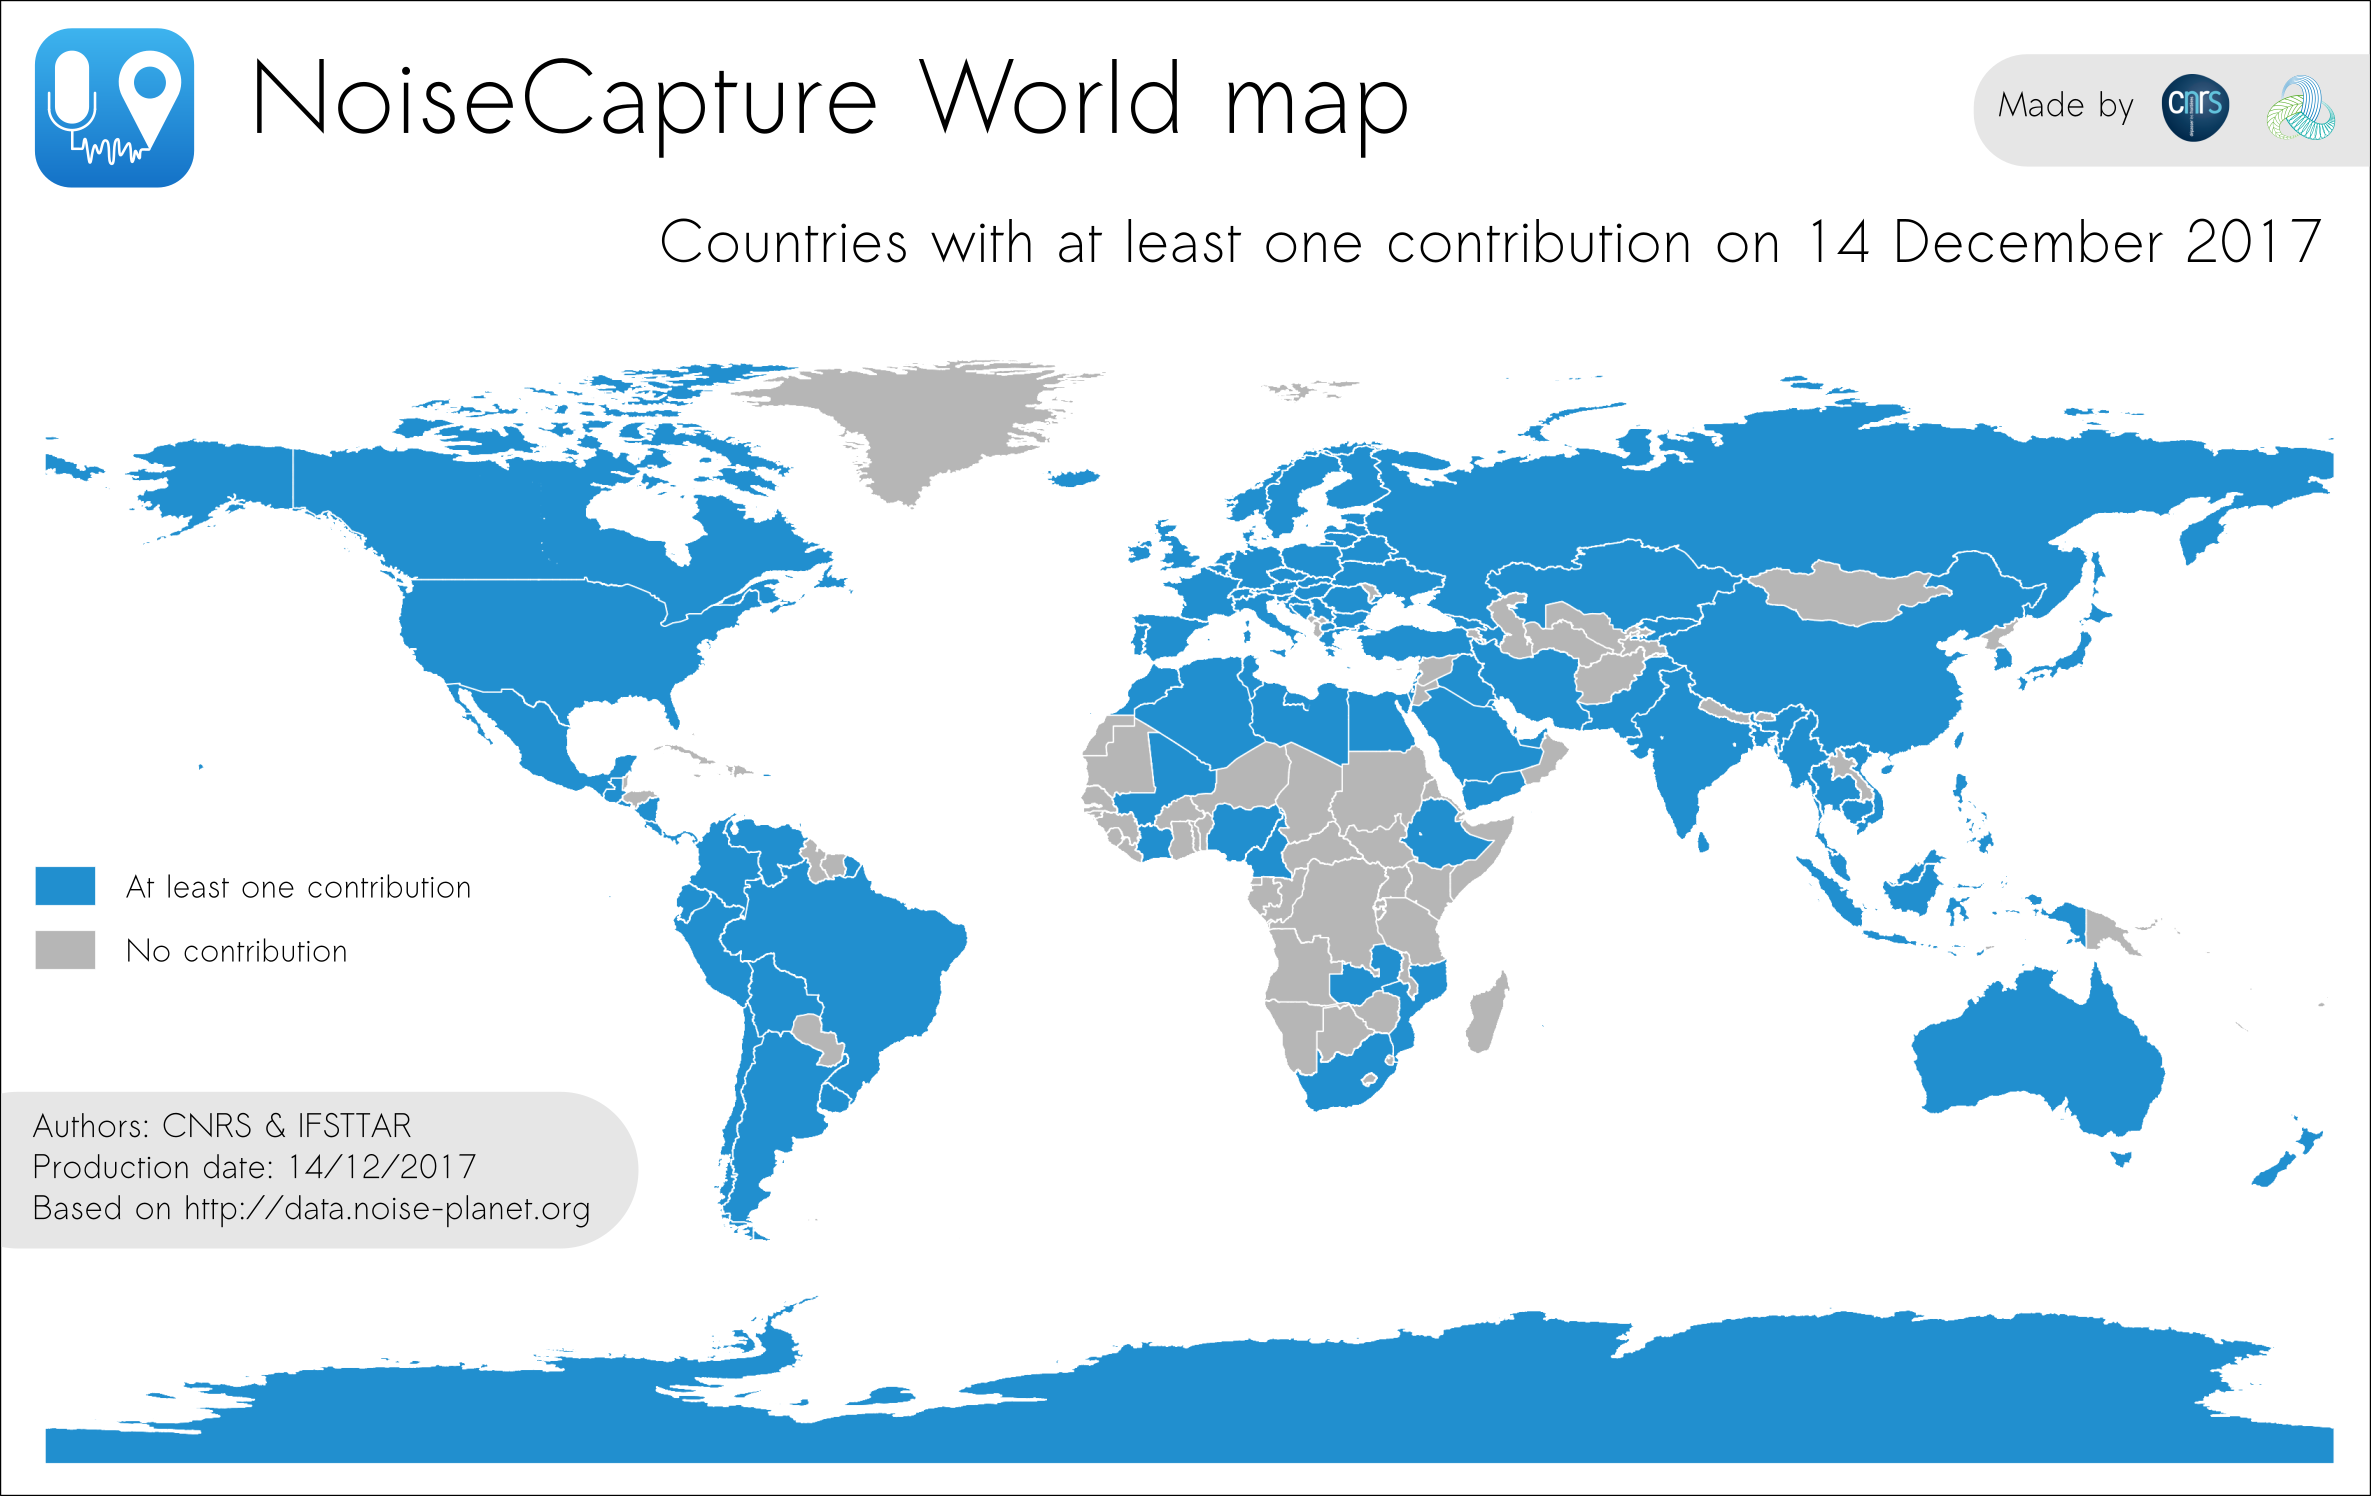 NoiseCapture World map
Made by
cnrs
Countries with at least one contribution on 14 December 2017
At least one contribution
No contribution
Authors: CNRS & IFSTTAR
Production date: 14/12/2017
Based on http://data.noise-planet.org